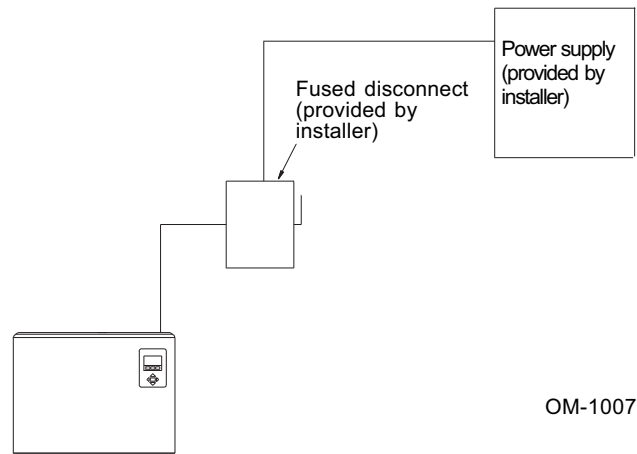 Power supply
(provided by
installer)
Fused disconnect
(provided by
installer)
OM-1007